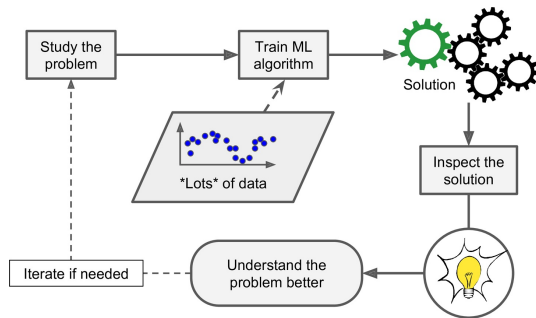 Study the
problem
Train ML
algorithm
Solution
*Lots* of data
Inspect the
solution
Understand the
problem better
Iterate if needed